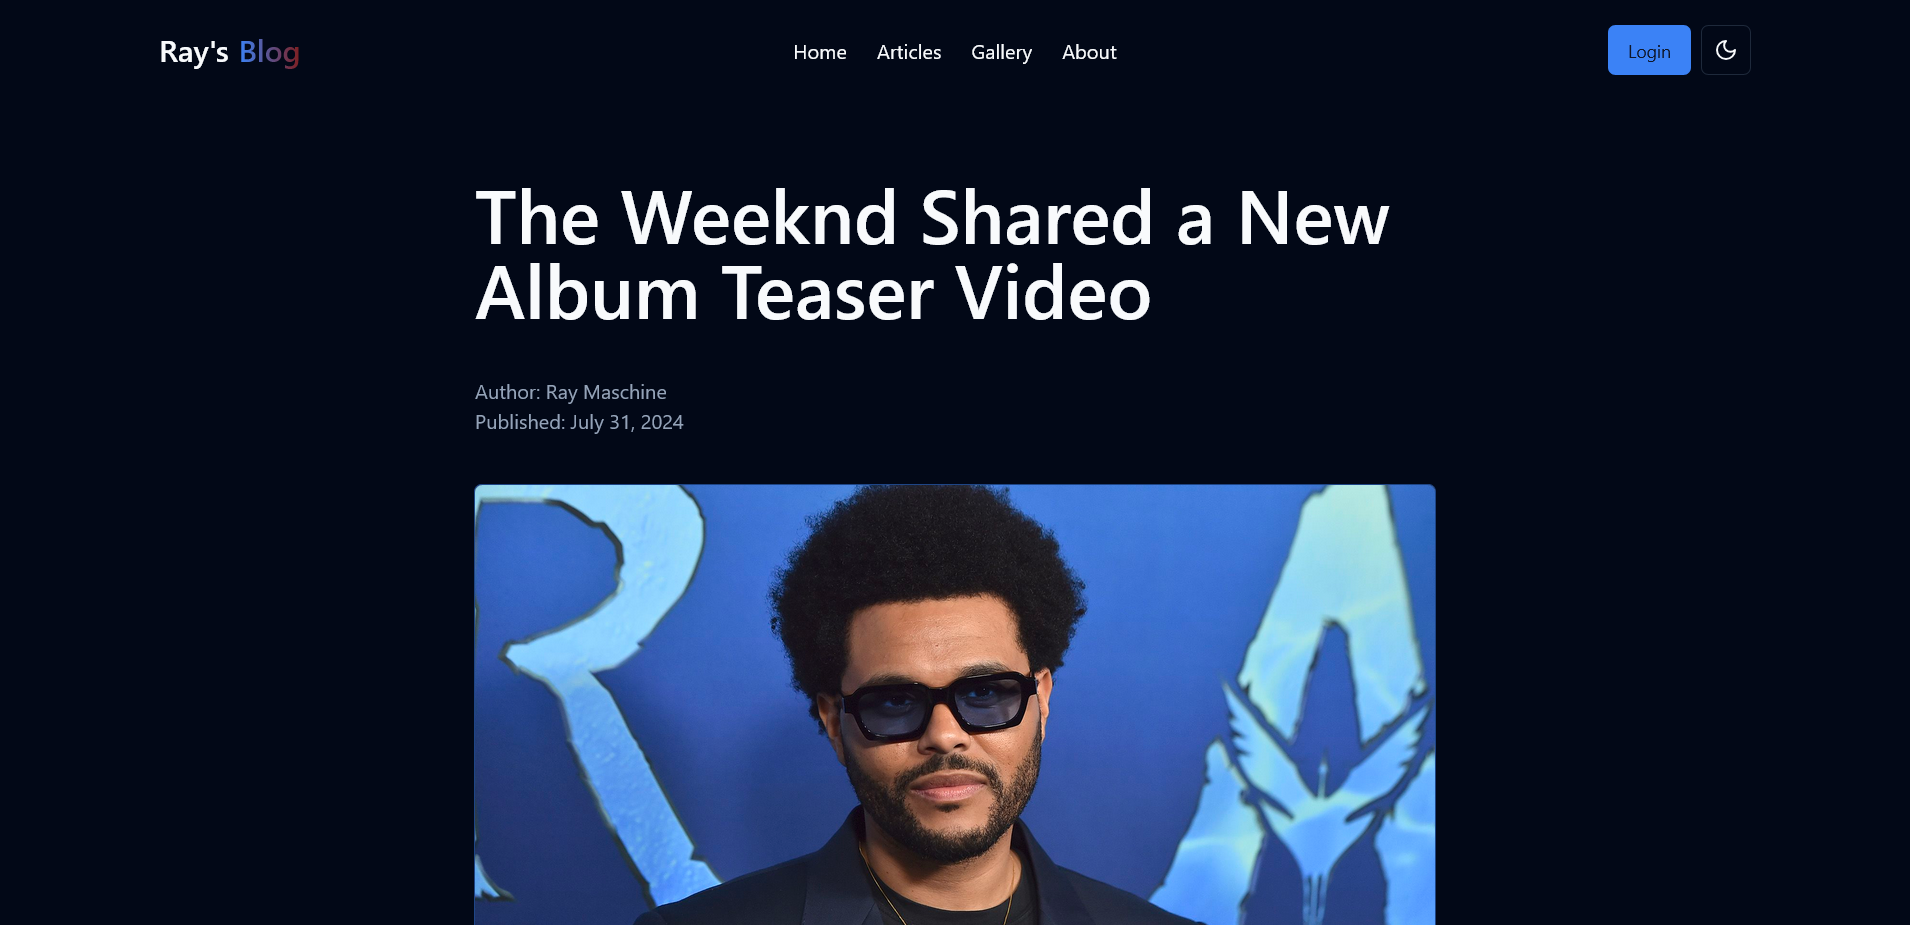 Ray's Blog
Home Articles Gallery About
Login
The Weeknd Shared a New
Album Teaser Video
Author: Ray Maschine
Published: July 31, 2024
R A